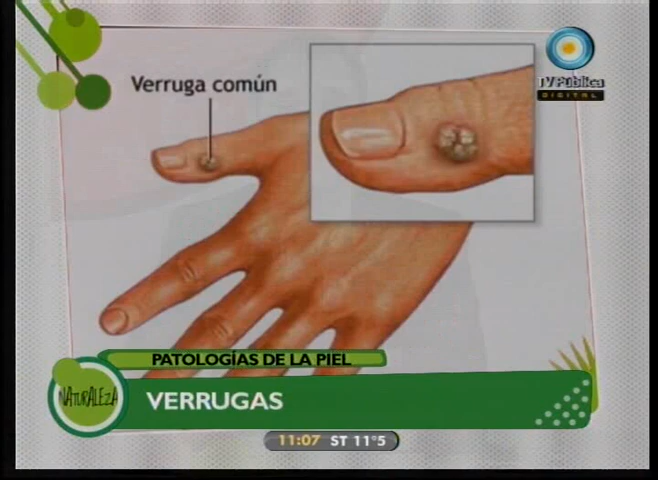 Verruga común
TV Pública
DIGITAL
PATOLOGÍAS DE LA PIEL
NATURALEZA
VERRUGAS
11:07 ST 11°5